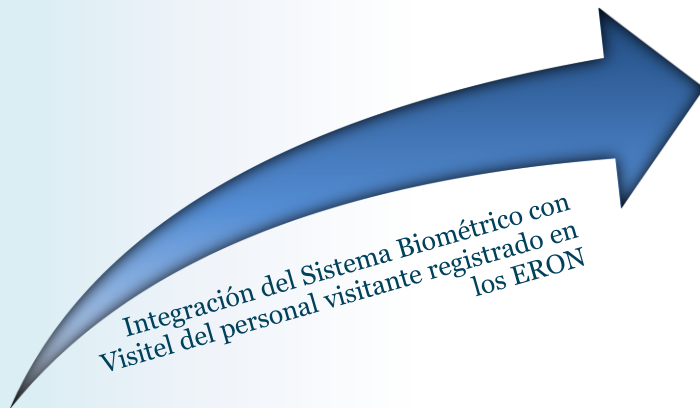 Integración del Sistema Biométrico con
Visitel del personal visitante registrado en
los ERON